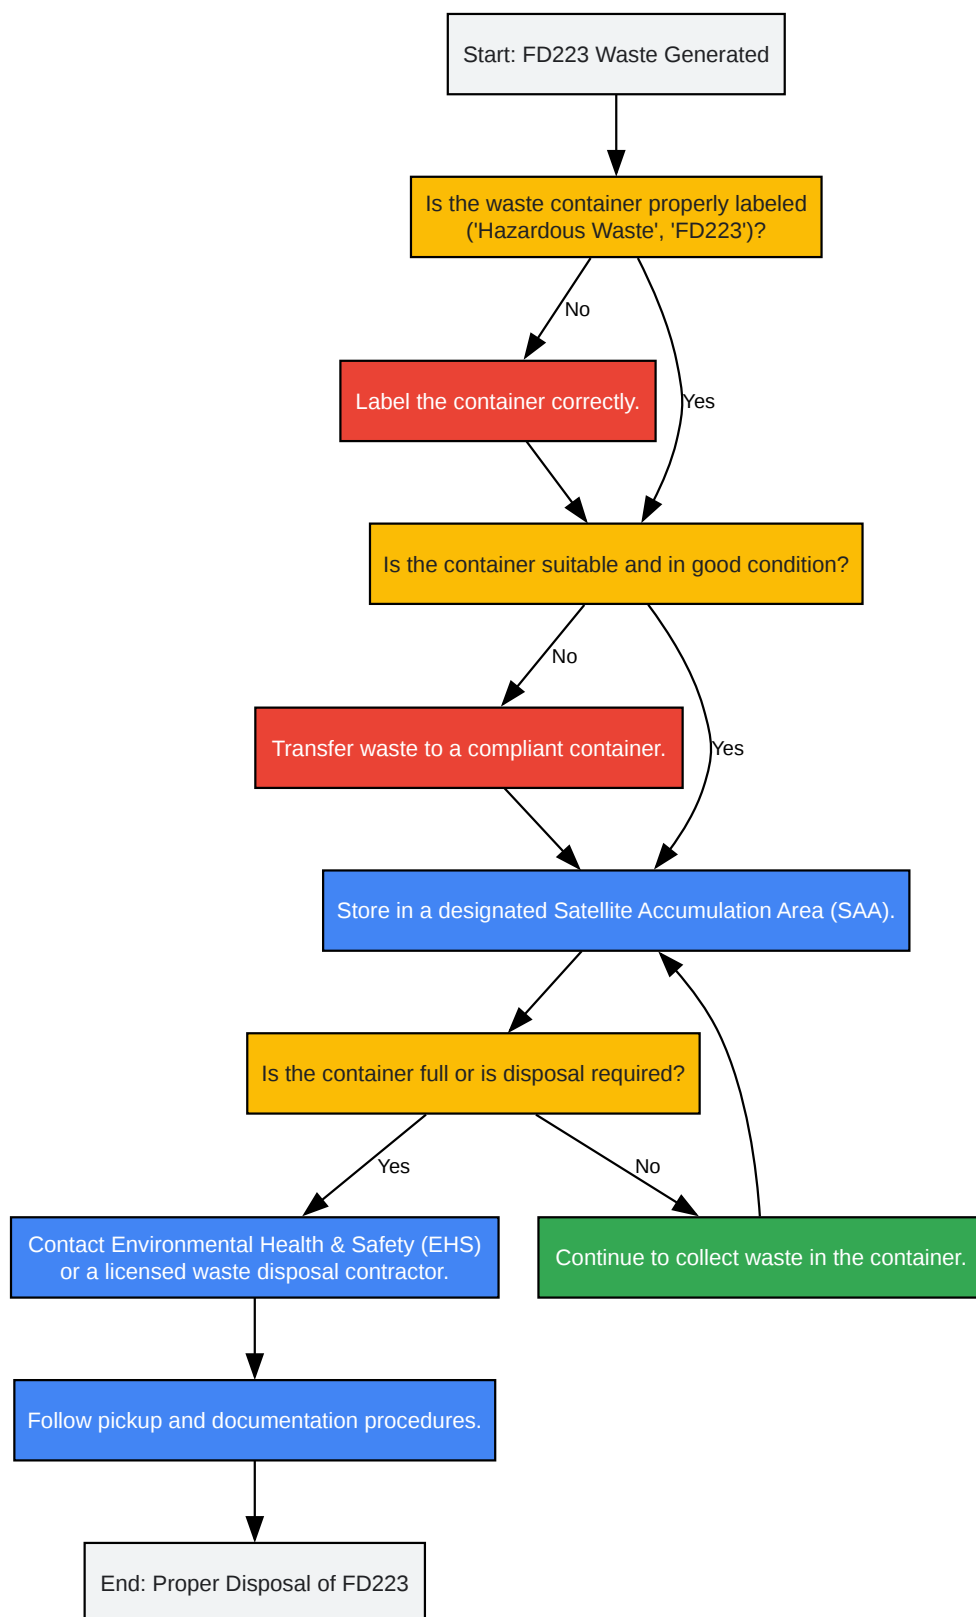 Start: FD223 Waste Generated
Is the waste container properly labeled
('Hazardous Waste', 'FD223')?
No
Label the container correctly.
Yes
Is the container suitable and in good condition?
No
Transfer waste to a compliant container.
Yes
Store in a designated Satellite Accumulation Area (SAA).
Is the container full or is disposal required?
Yes
No
Contact Environmental Health & Safety (EHS)
or a licensed waste disposal contractor.
Continue to collect waste in the container.
Follow pickup and documentation procedures.
End: Proper Disposal of FD223